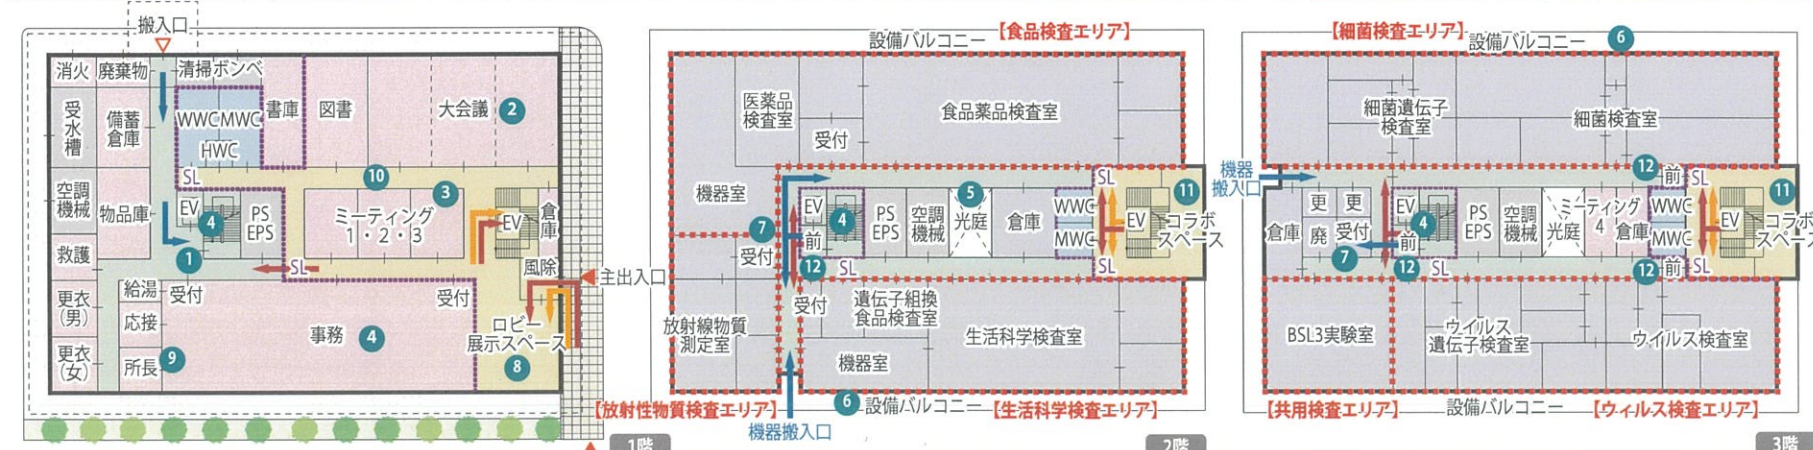 搬入口
消火
廃棄物
清掃ボンベ
受水槽
備蓄倉庫
WWC
MWC
書庫
図書
大会議
2
HWC
SL
10
3
空調機械
物品庫
EV
4
PS
EPS
ミーティング
1・2・3
EV
倉庫
救護
1
SL
風除
主出入口
受付
受付
給湯
更衣
(男)
応接
事務
4
ロビー
展示スペース
更衣
(女)
所長
9
8
1階
【食品検査エリア】
設備バルコニー
医薬品
検査室
受付
食品薬品検査室
機器室
SL
11
EV
4
PS
EPS
空調
機械
5
光庭
倉庫
WWC
MWC
EV
コラボ
スペース
7
前
受付
12
SL
SL
受付
遺伝子組換
食品検査室
放射線物質
測定室
生活科学検査室
機器室
6
設備バルコニー
【放射性物質検査エリア】
【生活科学検査エリア】
機器搬入口
2階
【細菌検査エリア】
設備バルコニー
6
細菌遺伝子
検査室
細菌検査室
機器
搬入口
12
前
SL
11
更
更
EV
4
PS
EPS
空調
機械
光庭
ミーティング
4
倉庫
WWC
MWC
EV
コラボ
スペース
倉庫
廃
受付
前
7
12
SL
12
前
SL
BSL3実験室
ウイルス
遺伝子検査室
ウイルス検査室
【共用検査エリア】
設備バルコニー
【ウィルス検査エリア】
3階